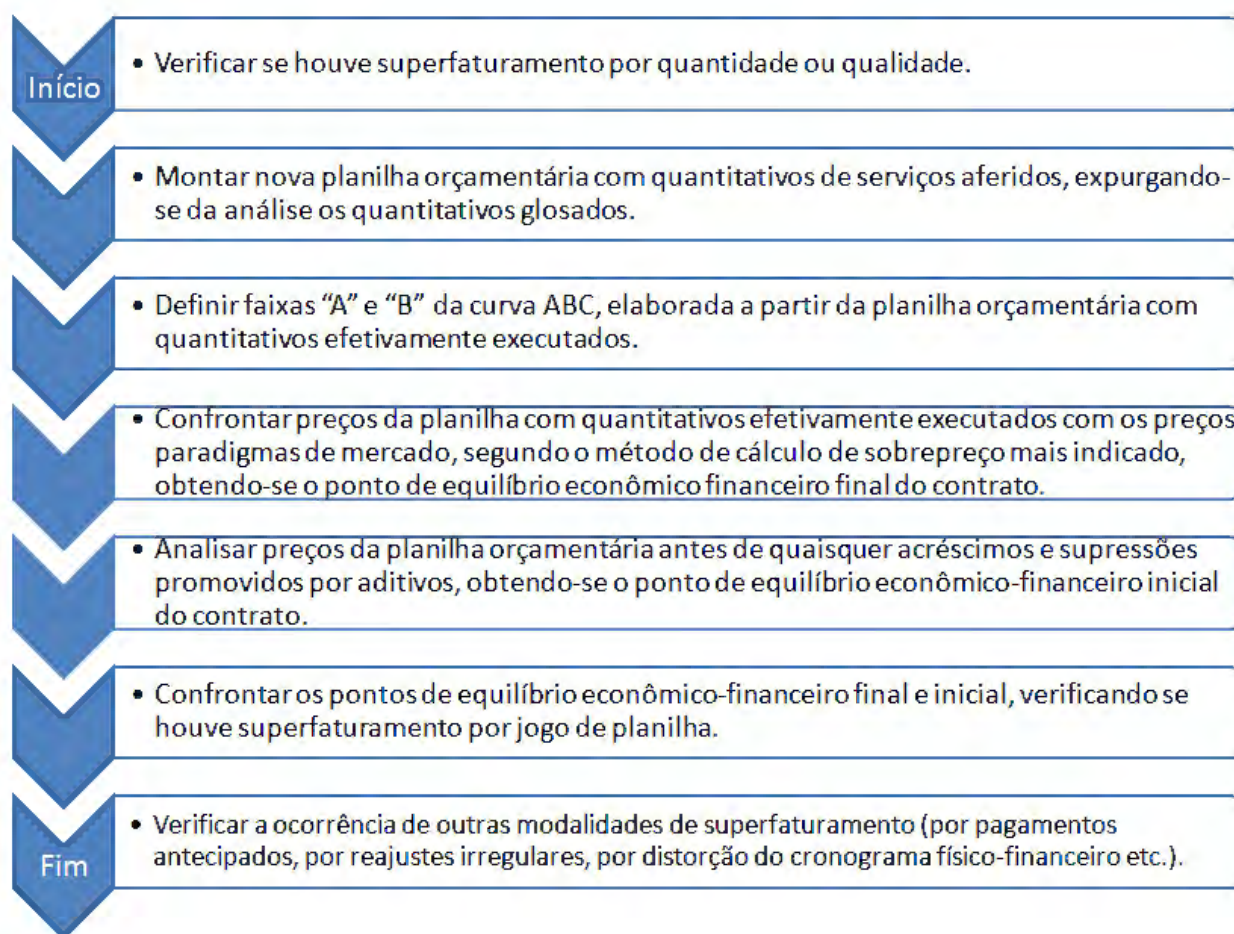 Início
• Verificar se houve superfaturamento por quantidade ou qualidade.
• Montar nova planilha orçamentária com quantitativos de serviços aferidos, expurgando-
se da análise os quantitativos glosados.
• Definir faixas “A” e “B” da curva ABC, elaborada a partir da planilha orçamentária com
quantitativos efetivamente executados.
• Confrontar preços da planilha com quantitativos efetivamente executados com os preços
paradigmas de mercado, segundo o método de cálculo de sobrepreço mais indicado,
obtendo-se o ponto de equilíbrio econômico financeiro final do contrato.
• Analisar preços da planilha orçamentária antes de quaisquer acréscimos e supressões
promovidos por aditivos, obtendo-se o ponto de equilíbrio econômico-financeiro inicial
do contrato.
• Confrontar os pontos de equilíbrio econômico-financeiro final e inicial, verificando se
houve superfaturamento por jogo de planilha.
Fim
• Verificar a ocorrência de outras modalidades de superfaturamento (por pagamentos
antecipados, por reajustes irregulares, por distorção do cronograma físico-financeiro etc.).